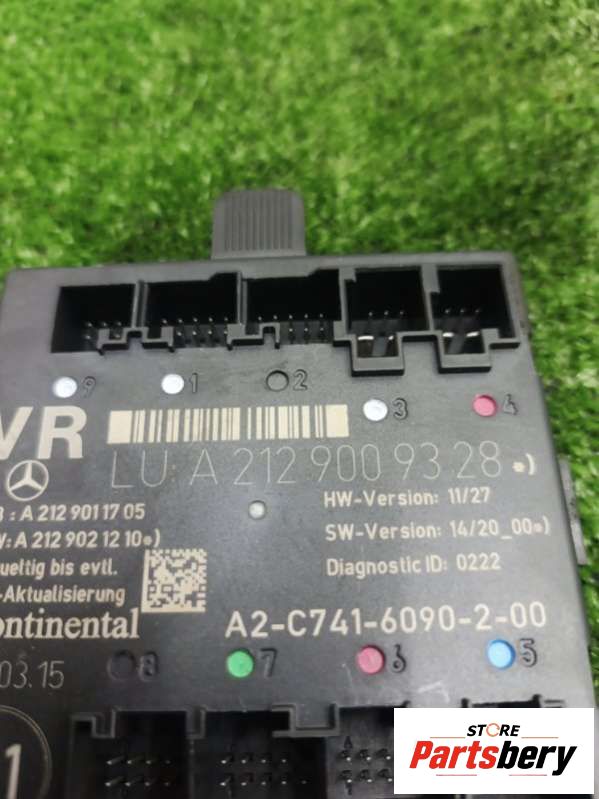 9 1 2 3 4
VR
LU A 212 900 93 28 *)
: A 212 901 17 05
: A 212 902 12 10*)
HW-Version: 11/27
SW-Version: 14/20_00*)
Diagnostic ID: 0222
ueltig bis evtl.
-Aktualisierung
ontinental
A2-C741-6090-2-00
03.15
8 7 6 5
1
STORE
Partsbery